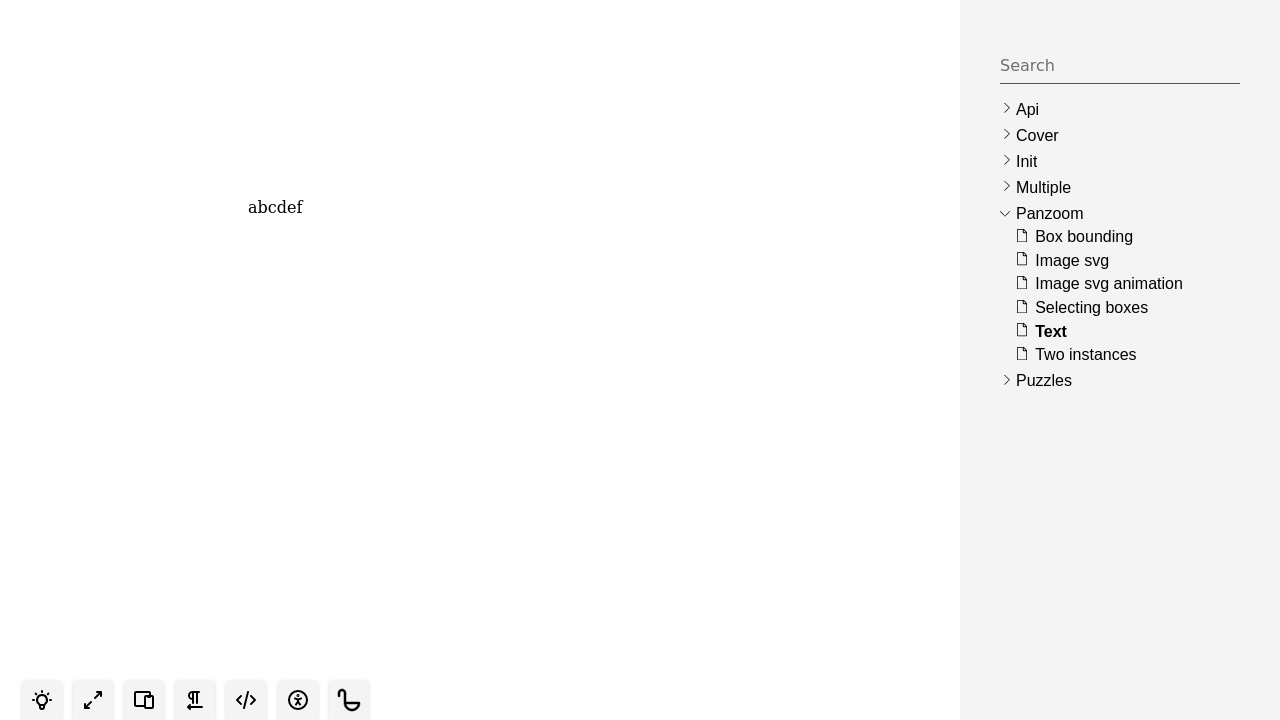 abcdef
Search
Api
Cover
Init
Multiple
Panzoom
Box bounding
Image svg
Image svg animation
Selecting boxes
Text
Two instances
Puzzles